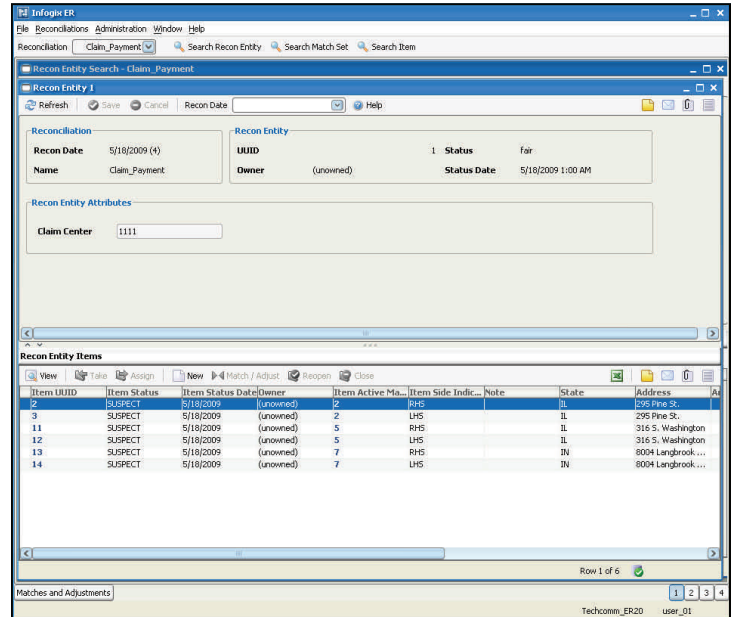 Infogix ER
File Reconciliations Administration Window Help
Reconciliation Claim_Payment Search Recon Entity Search Match Set Search Item
Recon Entity Search - Claim_Payment
Recon Entity 1
Refresh Save Cancel Recon Date Help
Reconciliation Recon Entity
Recon Date 5/18/2009 (4) UUID 1 Status fair
Name Claim_Payment Owner (unowned) Status Date 5/18/2009 1:00 AM
Recon Entity Attributes
Claim Center 1111
Recon Entity Items
View Take Assign New Match / Adjust Reopen Close
Item UUID Item Status Item Status Date Owner Item Active Ma... Item Side Indic... Note State Address
2 SUSPECT 5/18/2009 (unowned) 2 RHS IL 295 Pine St.
3 SUSPECT 5/18/2009 (unowned) 2 LHS IL 295 Pine St.
11 SUSPECT 5/18/2009 (unowned) 5 RHS IL 316 S. Washington
12 SUSPECT 5/18/2009 (unowned) 5 LHS IL 316 S. Washington
13 SUSPECT 5/18/2009 (unowned) 7 RHS IN 8004 Langbrook ...
14 SUSPECT 5/18/2009 (unowned) 7 LHS IN 8004 Langbrook ...
Row 1 of 6
Matches and Adjustments 1 2 3 4
Techcomm_ER20 user_01